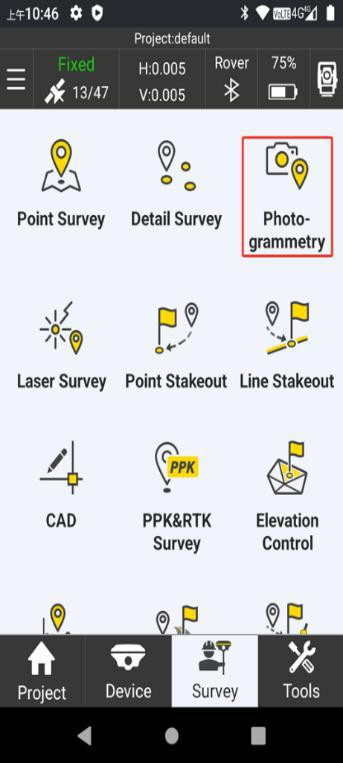 上午10:46 VoLTE 4G
Project:default
Fixed H:0.005 Rover 75%
13/47 V:0.005
Point Survey Detail Survey Photo-
grammetry
Laser Survey Point Stakeout Line Stakeout
PPK
CAD PPK&RTK Elevation
Survey Control
Project Device Survey Tools